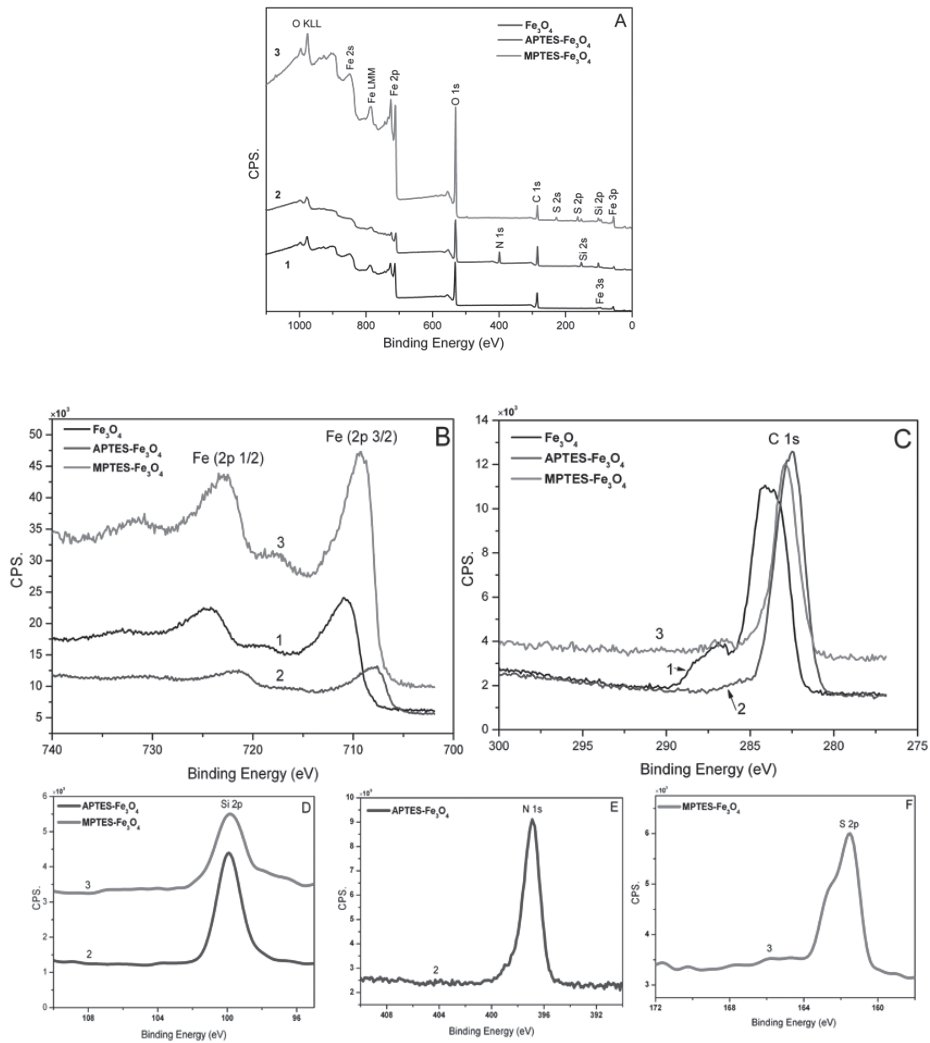 A
Fe₃O₄
APTES-Fe₃O₄
MPTES-Fe₃O₄
O KLL
Fe 2s
Fe LMM
Fe 2p
O 1s
C 1s
S 2s
S 2p
Si 2p
Fe 3p
N 1s
Si 2s
Fe 3s
3
2
1
CPS.
1000 800 600 400 200 0
Binding Energy (eV)
×10³
B
Fe₃O₄
APTES-Fe₃O₄
MPTES-Fe₃O₄
Fe (2p 1/2)
Fe (2p 3/2)
3
1
2
50
45
40
35
30
25
20
15
10
5
CPS.
740 730 720 710 700
Binding Energy (eV)
×10³
C
Fe₃O₄
APTES-Fe₃O₄
MPTES-Fe₃O₄
C 1s
3
1
2
14
12
10
8
6
4
2
0
CPS.
300 295 290 285 280 275
Binding Energy (eV)
×10³
D
APTES-Fe₃O₄
MPTES-Fe₃O₄
Si 2p
3
2
6
5
4
3
2
1
0
CPS.
108 104 100 96
Binding Energy (eV)
×10³
E
APTES-Fe₃O₄
N 1s
2
10
9
8
7
6
5
4
3
2
CPS.
408 404 400 396 392
Binding Energy (eV)
×10³
F
MPTES-Fe₃O₄
S 2p
3
6
5
4
3
CPS.
172 168 164 160
Binding Energy (eV)